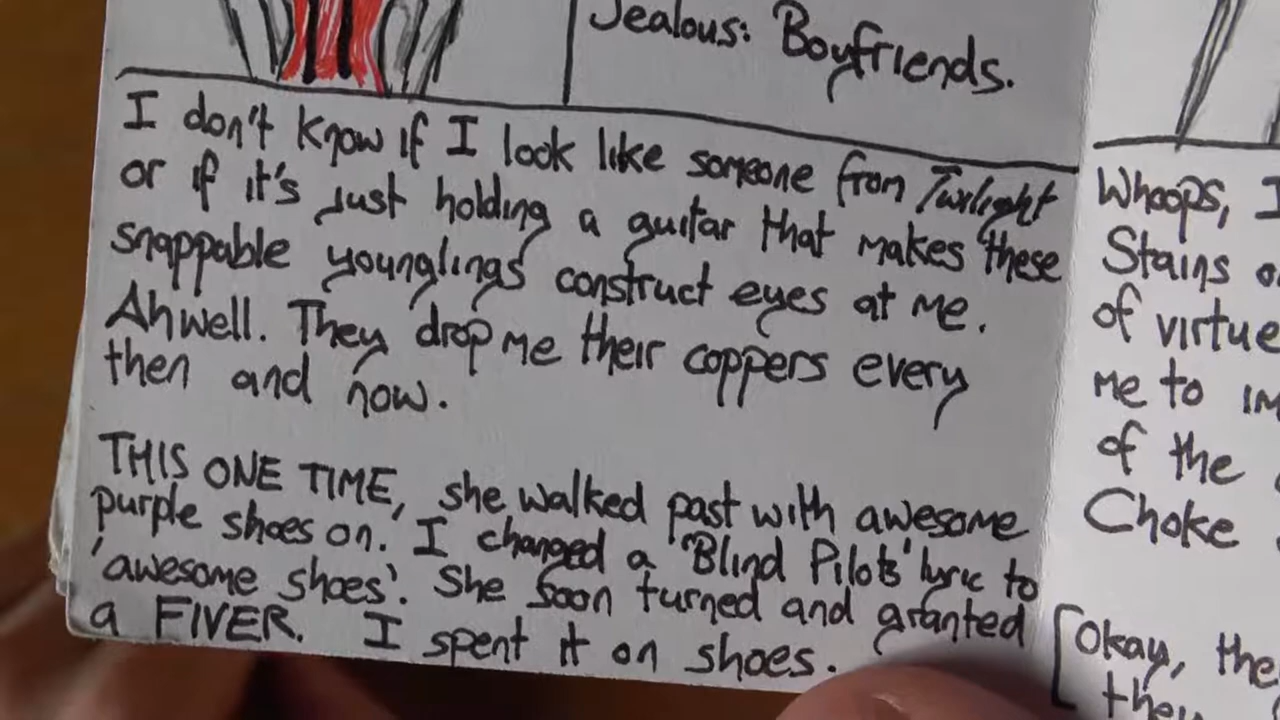 Jealous: Boyfriends.
I don't know if I look like someone from Twilight
or if it's just holding a guitar that makes these
snappable younglings construct eyes at me.
Ahwell. They drop me their coppers every
then and now.
THIS ONE TIME, she walked past with awesome
purple shoes on. I changed a 'Blind Pilots' lyric to
'awesome shoes'. She soon turned and granted
a FIVER. I spent it on shoes.
Whoops, I
Stains
of virtue
me to
of the
Choke
[Okay, the